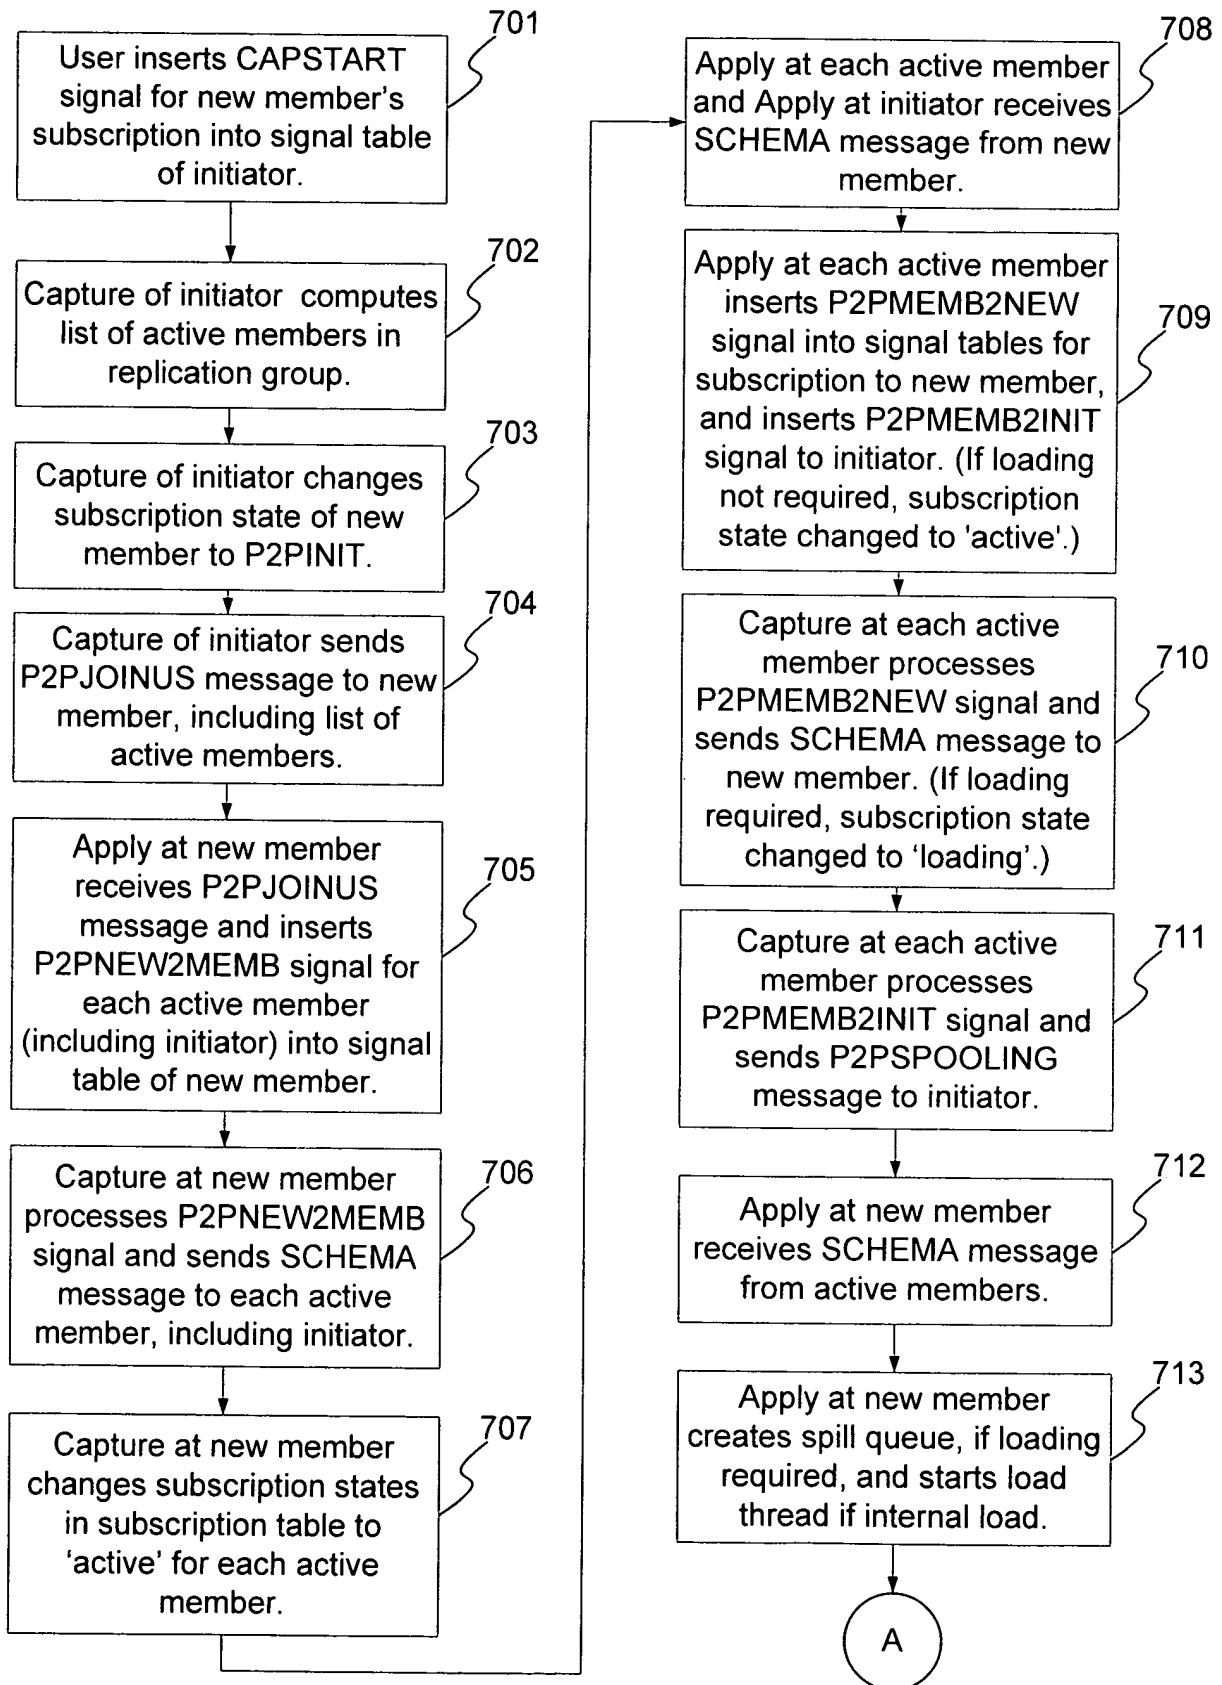 701
User inserts CAPSTART
signal for new member's
subscription into signal table
of initiator.
702
Capture of initiator computes
list of active members in
replication group.
703
Capture of initiator changes
subscription state of new
member to P2PINIT.
704
Capture of initiator sends
P2PJOINUS message to new
member, including list of
active members.
705
Apply at new member
receives P2PJOINUS
message and inserts
P2PNEW2MEMB signal for
each active member
(including initiator) into signal
table of new member.
706
Capture at new member
processes P2PNEW2MEMB
signal and sends SCHEMA
message to each active
member, including initiator.
707
Capture at new member
changes subscription states
in subscription table to
‘active’ for each active
member.
708
Apply at each active member
and Apply at initiator receives
SCHEMA message from new
member.
709
Apply at each active member
inserts P2PMEMB2NEW
signal into signal tables for
subscription to new member,
and inserts P2PMEMB2INIT
signal to initiator. (If loading
not required, subscription
state changed to 'active'.)
710
Capture at each active
member processes
P2PMEMB2NEW signal and
sends SCHEMA message to
new member. (If loading
required, subscription state
changed to ‘loading’.)
711
Capture at each active
member processes
P2PMEMB2INIT signal and
sends P2PSPOOLING
message to initiator.
712
Apply at new member
receives SCHEMA message
from active members.
713
Apply at new member
creates spill queue, if loading
required, and starts load
thread if internal load.
A